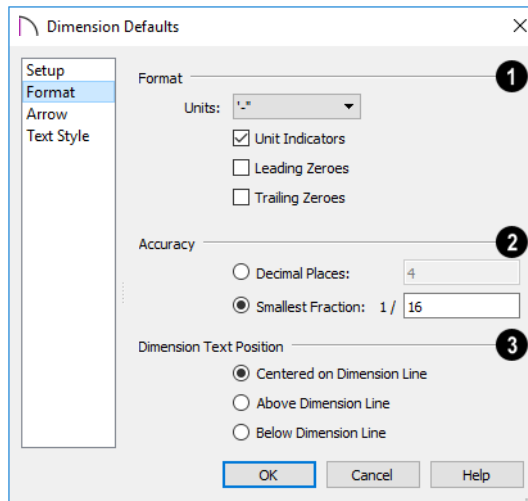 Dimension Defaults
Setup
Format
Arrow
Text Style
Format
1
Units: '-"
Unit Indicators
Leading Zeroes
Trailing Zeroes
Accuracy
2
Decimal Places: 4
Smallest Fraction: 1 / 16
Dimension Text Position
3
Centered on Dimension Line
Above Dimension Line
Below Dimension Line
OK Cancel Help